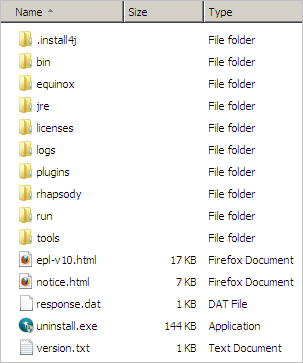 Name Size Type
.install4j File folder
bin File folder
equinox File folder
jre File folder
licenses File folder
logs File folder
plugins File folder
rhapsody File folder
run File folder
tools File folder
epl-v10.html 17 KB Firefox Document
notice.html 7 KB Firefox Document
response.dat 1 KB DAT File
uninstall.exe 144 KB Application
version.txt 1 KB Text Document